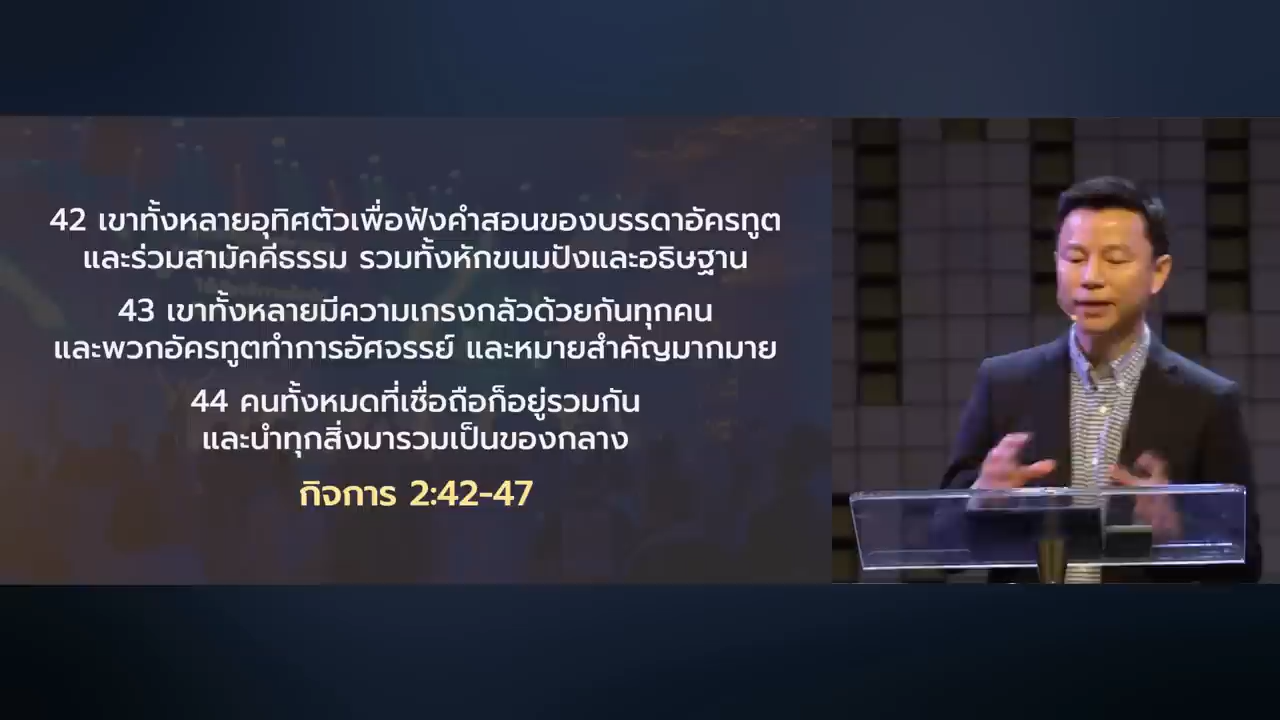 42 เขาทั้งหลายอุทิศตัวเพื่อฟังคำสอนของบรรดาอัครทูต
และร่วมสามัคคีธรรม รวมทั้งหักขนมปังและอธิษฐาน
43 เขาทั้งหลายมีความเกรงกลัวด้วยกันทุกคน
และพวกอัครทูตทำการอัศจรรย์ และหมายสำคัญมากมาย
44 คนทั้งหมดที่เชื่อถือก็อยู่รวมกัน
และนำทุกสิ่งมารวมเป็นของกลาง
กิจการ 2:42-47